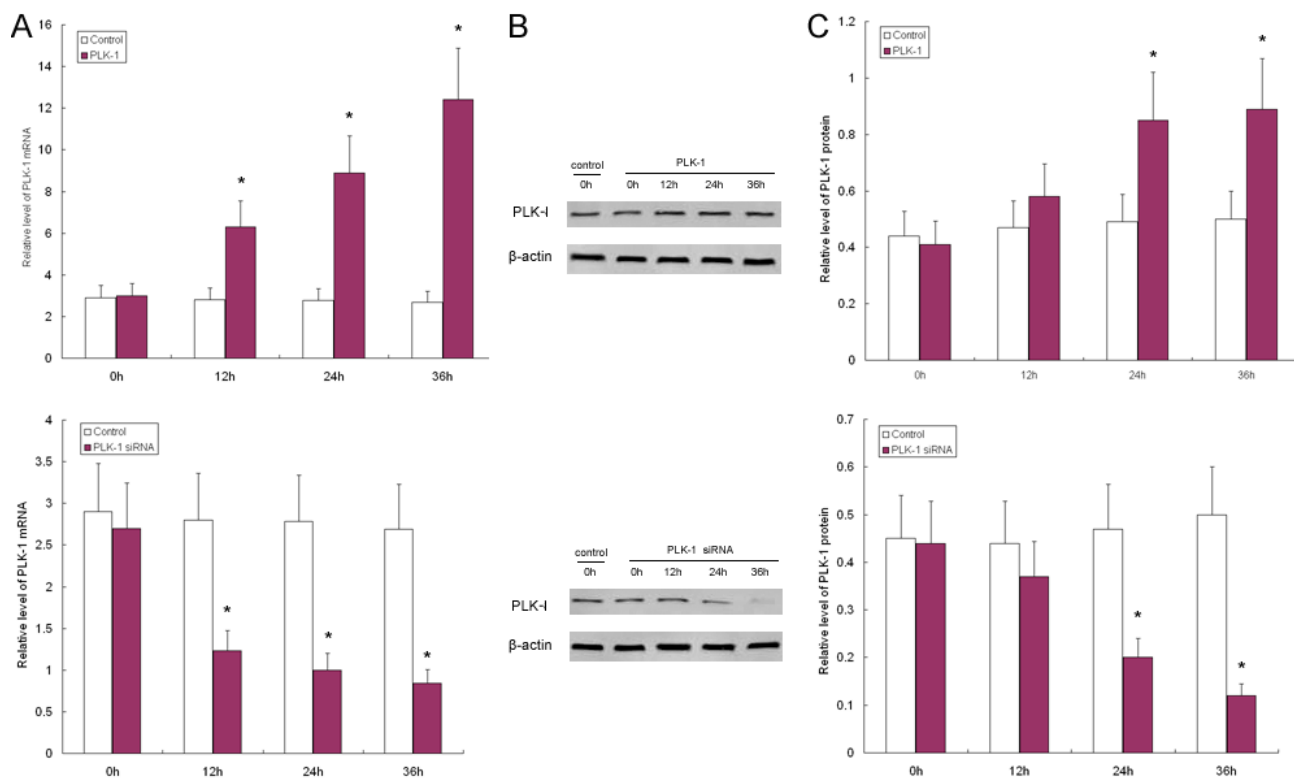 A
Control
PLK-1
Relative level of PLK-1 mRNA
16
14
12
10
8
6
4
2
0
0h 12h 24h 36h
* * *
B
control PLK-1
0h 0h 12h 24h 36h
PLK-I
β-actin
C
Control
PLK-1
Relative level of PLK-1 protein
1.2
1
0.8
0.6
0.4
0.2
0
0h 12h 24h 36h
* *
Control
PLK-1 siRNA
Relative level of PLK-1 mRNA
4
3.5
3
2.5
2
1.5
1
0.5
0
0h 12h 24h 36h
* * *
control PLK-1 siRNA
0h 0h 12h 24h 36h
PLK-I
β-actin
Control
PLK-1 siRNA
Relative level of PLK-1 protein
0.7
0.6
0.5
0.4
0.3
0.2
0.1
0
0h 12h 24h 36h
* *